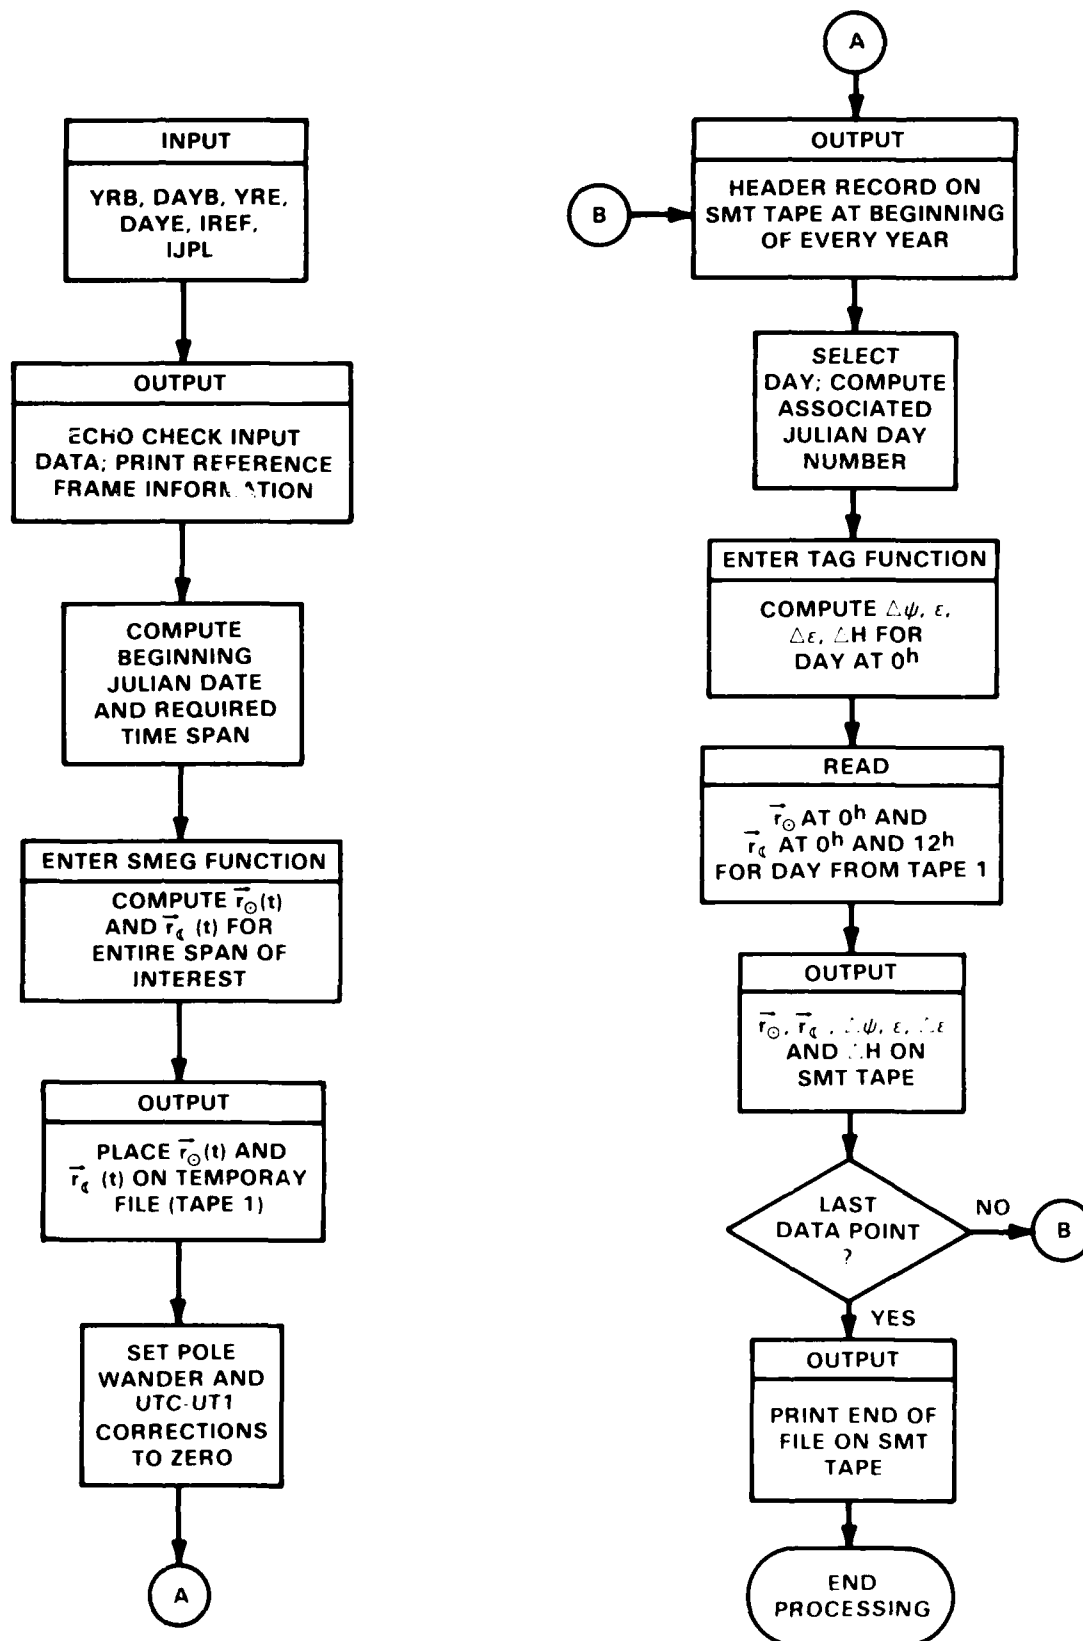 INPUT
YRB, DAYB, YRE,
DAYE, IREF,
IJPL
OUTPUT
ECHO CHECK INPUT
DATA; PRINT REFERENCE
FRAME INFORMATION
COMPUTE
BEGINNING
JULIAN DATE
AND REQUIRED
TIME SPAN
ENTER SMEG FUNCTION
COMPUTE r⃗☉(t)
AND r⃗☾ (t) FOR
ENTIRE SPAN OF
INTEREST
OUTPUT
PLACE r⃗☉(t) AND
r⃗☾ (t) ON TEMPORAY
FILE (TAPE 1)
SET POLE
WANDER AND
UTC-UT1
CORRECTIONS
TO ZERO
A
A
OUTPUT
B
HEADER RECORD ON
SMT TAPE AT BEGINNING
OF EVERY YEAR
SELECT
DAY; COMPUTE
ASSOCIATED
JULIAN DAY
NUMBER
ENTER TAG FUNCTION
COMPUTE Δψ, ε,
Δε, ΔH FOR
DAY AT 0ʰ
READ
r⃗☉ AT 0ʰ AND
r⃗☾ AT 0ʰ AND 12ʰ
FOR DAY FROM TAPE 1
OUTPUT
r⃗☉, r⃗☾, Δψ, ε, Δε
AND ΔH ON
SMT TAPE
LAST
DATA POINT
?
NO
B
YES
OUTPUT
PRINT END OF
FILE ON SMT
TAPE
END
PROCESSING